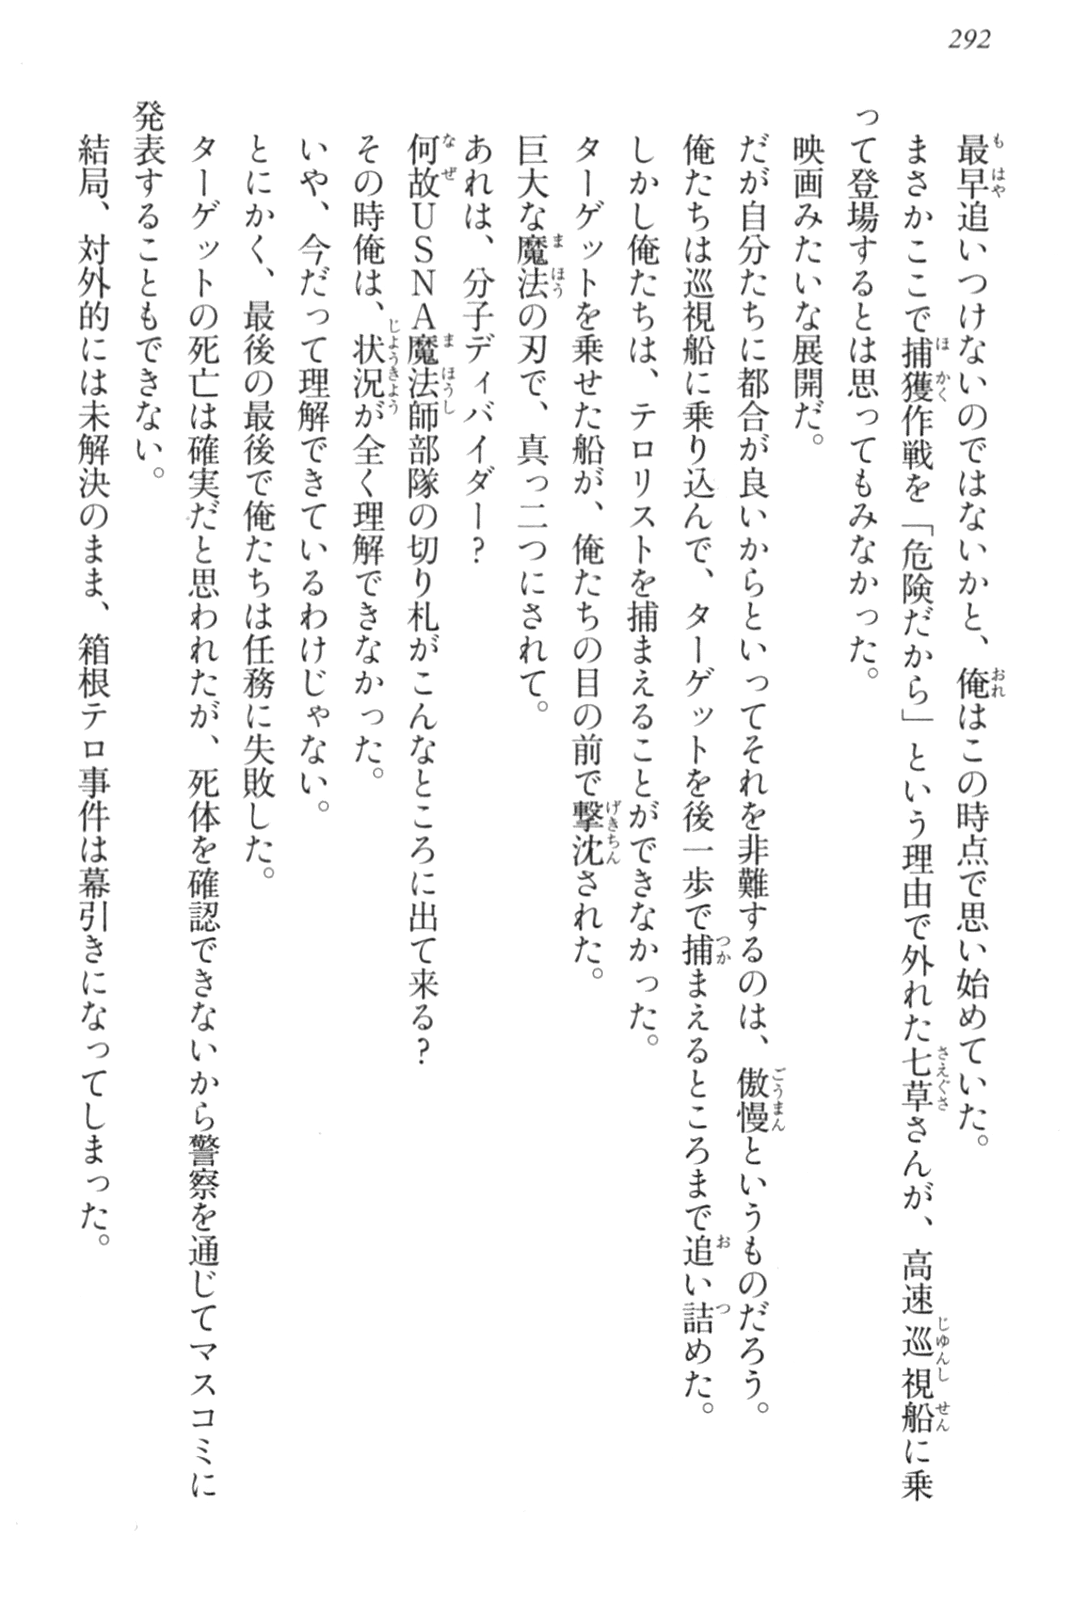 292
最早追いつけないのではないかと、俺はこの時点で思い始めていた。
まさかここで捕獲作戦を「危険だから」という理由で外れた七草さんが、高速巡視船に乗
って登場するとは思ってもみなかった。
映画みたいな展開だ。
だが自分たちに都合が良いからといってそれを非難するのは、傲慢というものだろう。
俺たちは巡視船に乗り込んで、ターゲットを後一歩で捕まえるところまで追い詰めた。
しかし俺たちは、テロリストを捕まえることができなかった。
ターゲットを乗せた船が、俺たちの目の前で撃沈された。
巨大な魔法の刃で、真っ二つにされて。
あれは、分子ディバイダー?
何故USNA魔法師部隊の切り札がこんなところに出て来る?
その時俺は、状況が全く理解できなかった。
いや、今だって理解できているわけじゃない。
とにかく、最後の最後で俺たちは任務に失敗した。
ターゲットの死亡は確実だと思われたが、死体を確認できないから警察を通じてマスコミに
発表することもできない。
結局、対外的には未解決のまま、箱根テロ事件は幕引きになってしまった。